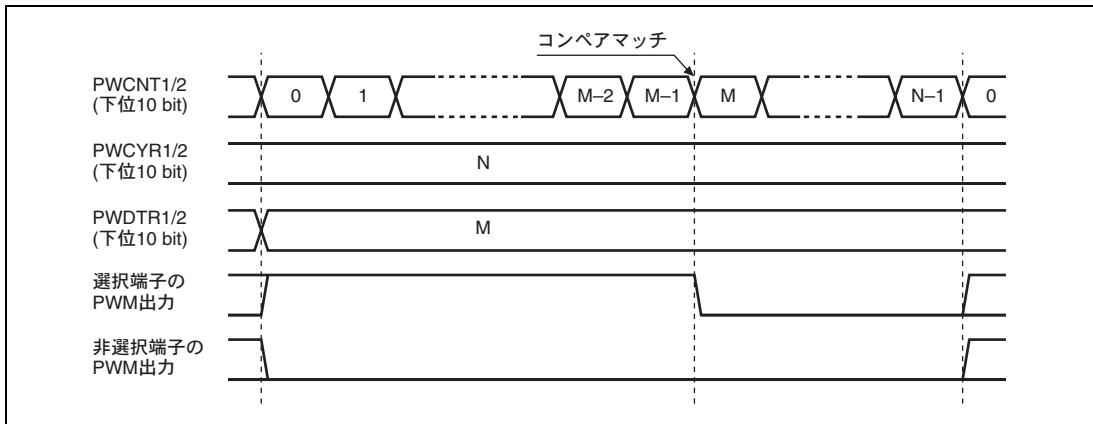 コンペアマッチ
PWCNT1/2
(下位10 bit)
0 1 M–2 M–1 M N–1 0
PWCYR1/2
(下位10 bit)
N
PWDTR1/2
(下位10 bit)
M
選択端子の
PWM出力
非選択端子の
PWM出力